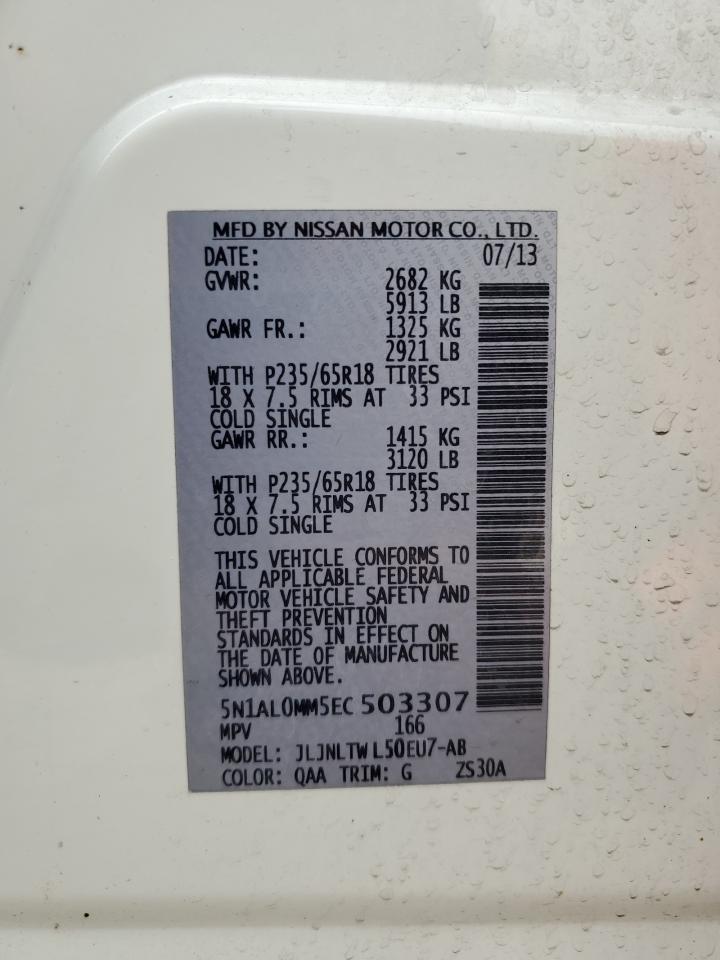 MFD BY NISSAN MOTOR CO., LTD.
DATE: 07/13
GVWR: 2682 KG
5913 LB
GAWR FR.: 1325 KG
2921 LB
WITH P235/65R18 TIRES
18 X 7.5 RIMS AT 33 PSI
COLD SINGLE
GAWR RR.: 1415 KG
3120 LB
WITH P235/65R18 TIRES
18 X 7.5 RIMS AT 33 PSI
COLD SINGLE
THIS VEHICLE CONFORMS TO
ALL APPLICABLE FEDERAL
MOTOR VEHICLE SAFETY AND
THEFT PREVENTION
STANDARDS IN EFFECT ON
THE DATE OF MANUFACTURE
SHOWN ABOVE.
5N1AL0MM5EC 503307
MPV 166
MODEL: JLJNLTW L50EU7-AB
COLOR: QAA TRIM: G ZS30A